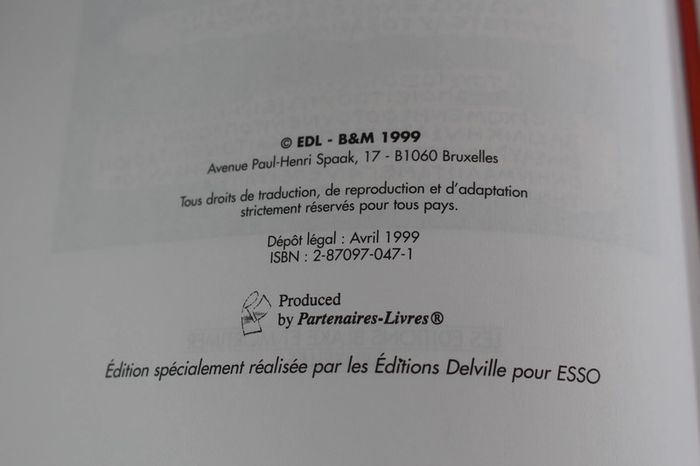 © EDL - B&M 1999
Avenue Paul-Henri Spaak, 17 - B1060 Bruxelles
Tous droits de traduction, de reproduction et d'adaptation
strictement réservés pour tous pays.
Dépôt légal : Avril 1999
ISBN : 2-87097-047-1
Produced
by Partenaires-Livres®
Édition spécialement réalisée par les Éditions Delville pour ESSO